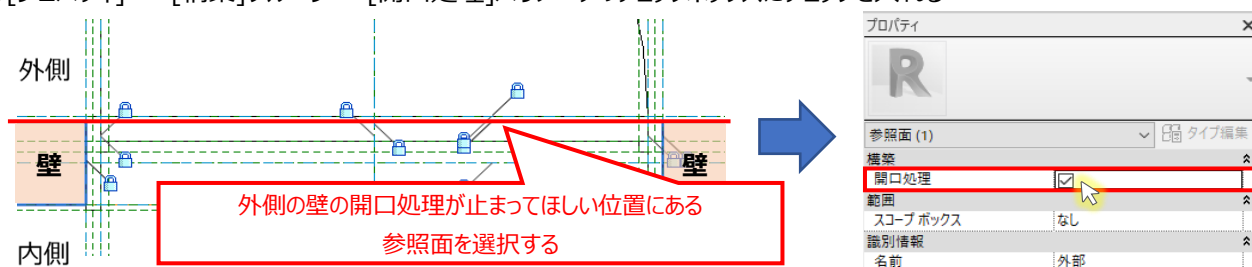 プロパティ
外側
R
参照面 (1)
タイプ編集
構築
壁
壁
開口処理
範囲
外側の壁の開口処理が止まってほしい位置にある
参照面を選択する
スコープ ボックス
なし
識別情報
内側
名前
外部